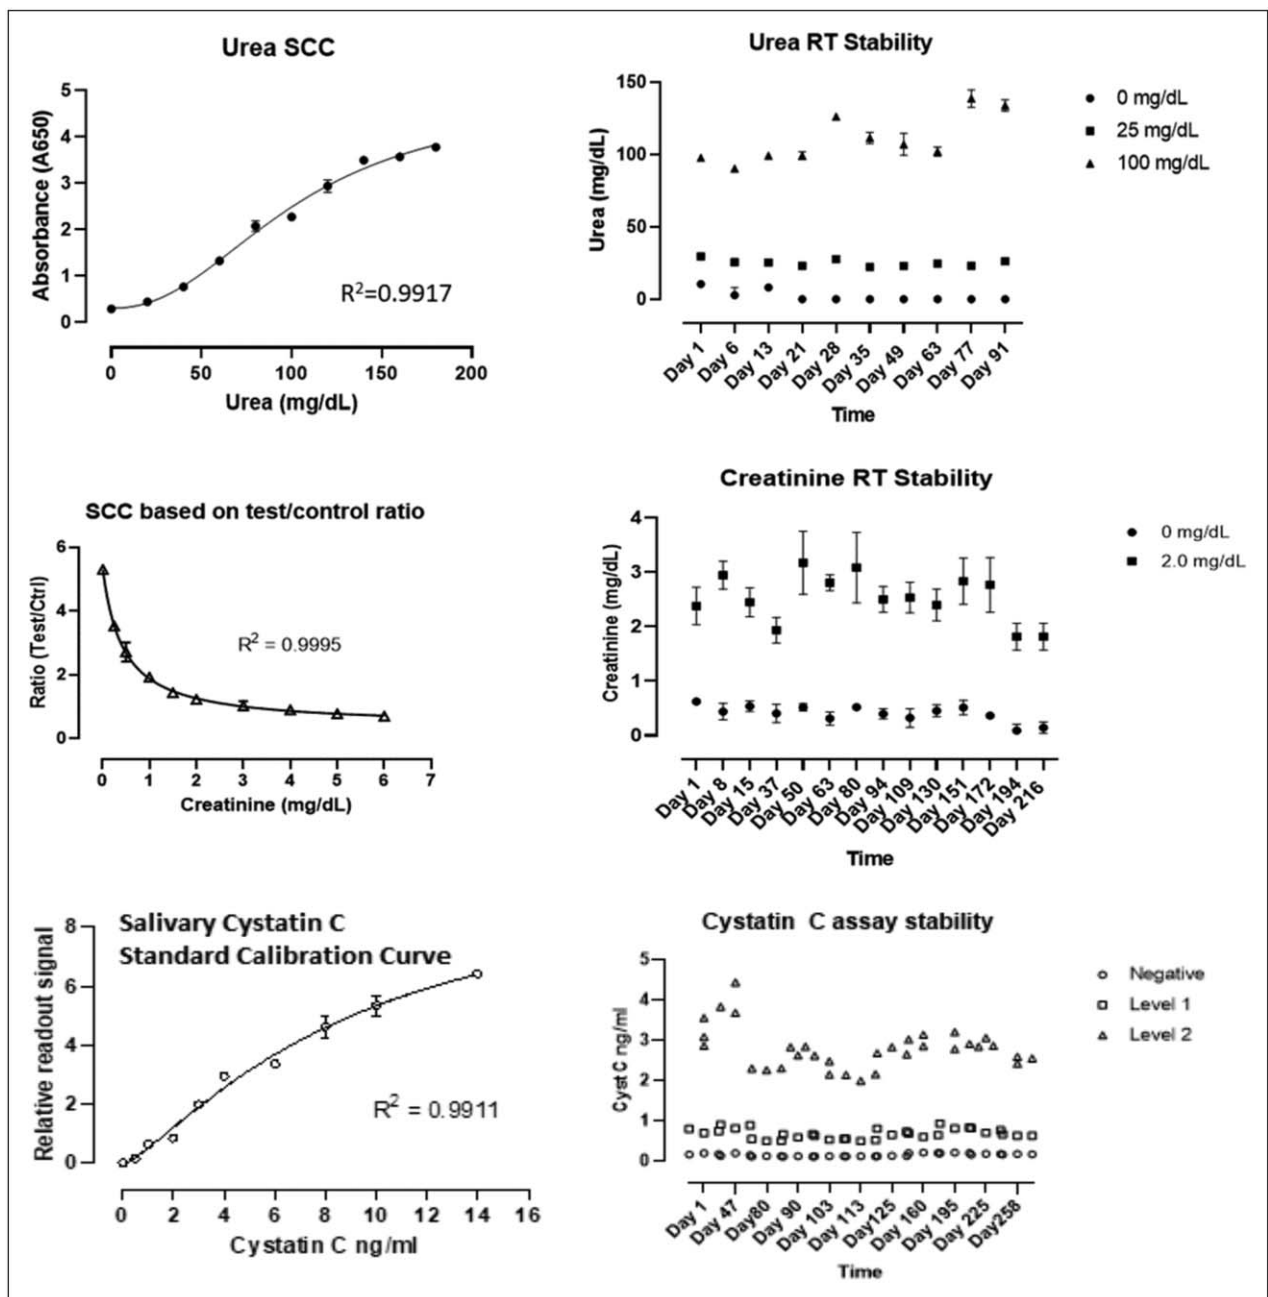 Urea SCC
Absorbance (A650)
5
4
3
2
1
0
R²=0.9917
0 50 100 150 200
Urea (mg/dL)
Urea RT Stability
Urea (mg/dL)
150
100
50
0
0 mg/dL
25 mg/dL
100 mg/dL
Day 1 Day 6 Day 13 Day 21 Day 28 Day 35 Day 49 Day 63 Day 77 Day 91
Time
SCC based on test/control ratio
Ratio (Test/Ctrl)
6
4
2
0
R² = 0.9995
0 1 2 3 4 5 6 7
Creatinine (mg/dL)
Creatinine RT Stability
Creatinine (mg/dL)
4
3
2
1
0
0 mg/dL
2.0 mg/dL
Day 1 Day 8 Day 15 Day 37 Day 50 Day 63 Day 80 Day 94 Day 109 Day 130 Day 151 Day 172 Day 194 Day 216
Time
Salivary Cystatin C
Standard Calibration Curve
Relative readout signal
8
6
4
2
0
R² = 0.9911
0 2 4 6 8 10 12 14 16
Cystatin C ng/ml
Cystatin C assay stability
Cyst C ng/ml
5
4
3
2
1
0
Negative
Level 1
Level 2
Day 1 Day 47 Day80 Day 90 Day 103 Day 113 Day125 Day 160 Day 195 Day 225 Day258
Time